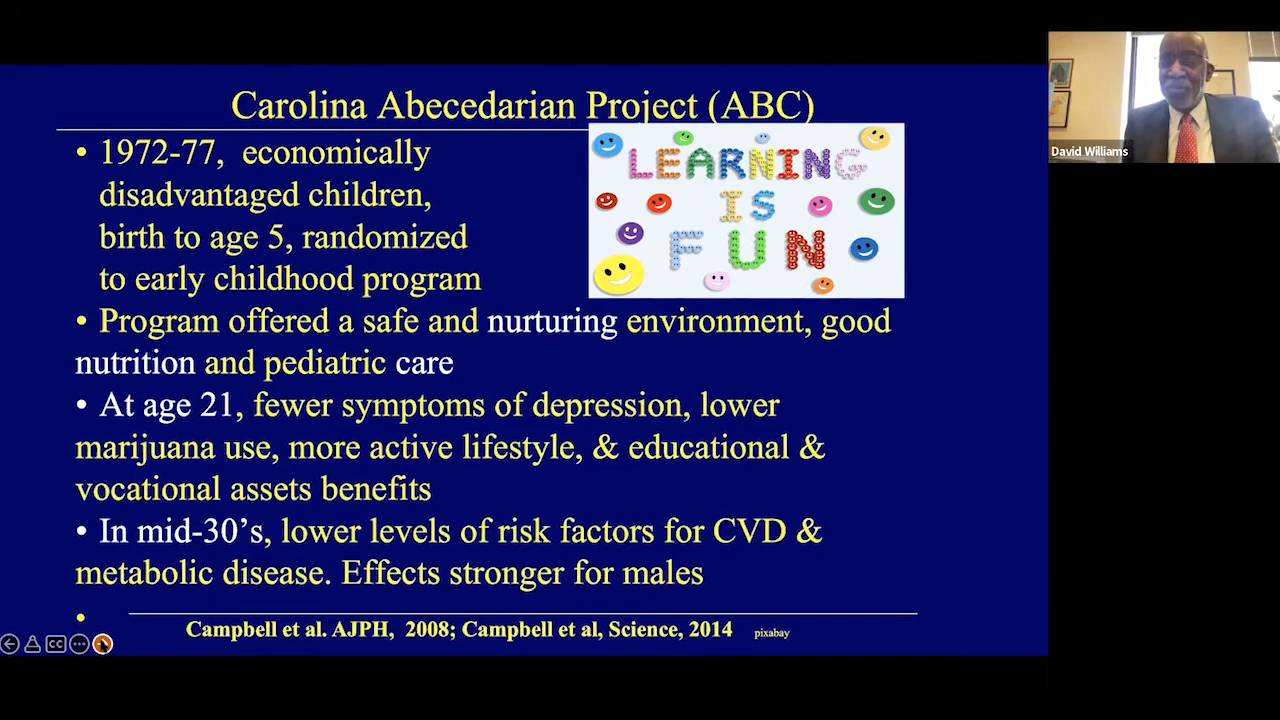 Carolina Abecedarian Project (ABC)
• 1972-77, economically
disadvantaged children,
birth to age 5, randomized
to early childhood program
LEARNING
IS
FUN
• Program offered a safe and nurturing environment, good
nutrition and pediatric care
• At age 21, fewer symptoms of depression, lower
marijuana use, more active lifestyle, & educational &
vocational assets benefits
• In mid-30’s, lower levels of risk factors for CVD &
metabolic disease. Effects stronger for males
•
Campbell et al. AJPH, 2008; Campbell et al, Science, 2014
pixabay
CC
David Williams